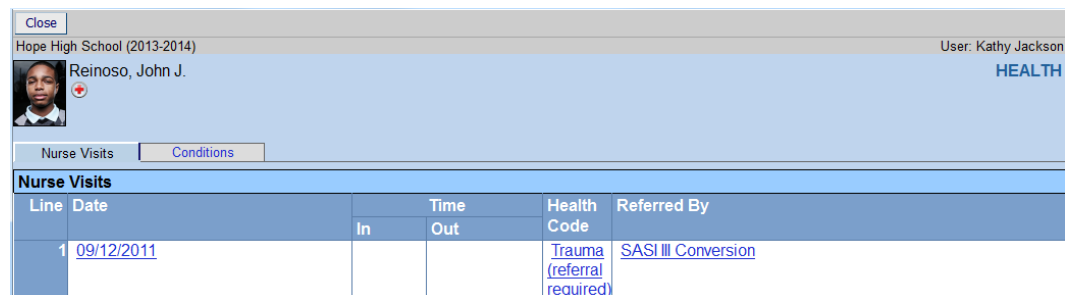 Close
Hope High School (2013-2014) User: Kathy Jackson
Reinoso, John J. HEALTH
Nurse Visits Conditions
Nurse Visits
Line Date Time Health Referred By
In Out Code
1 09/12/2011 Trauma SASI III Conversion
(referral
required)